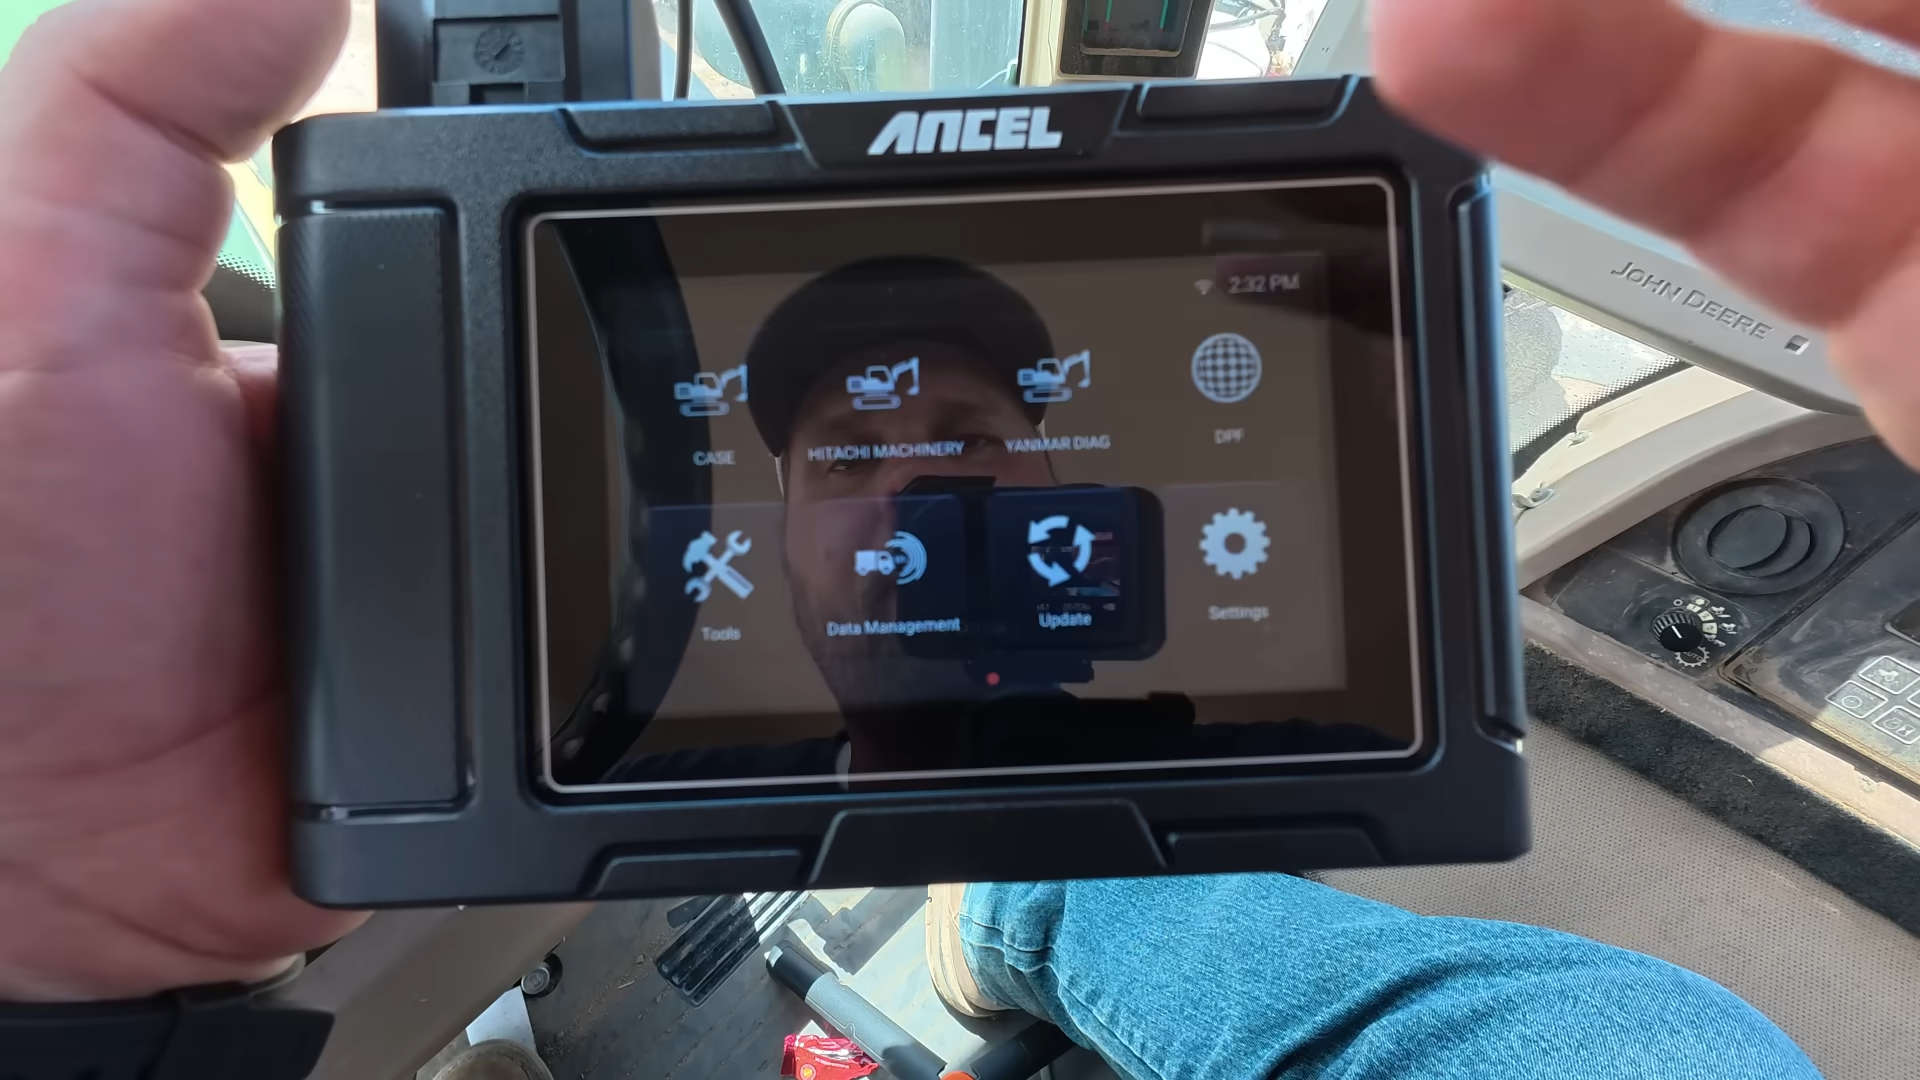 ANCEL
2:32 PM
CASE
HITACHI MACHINERY
YANMAR DIAG
DPF
Tools
Data Management
Update
Settings
JOHN DEERE